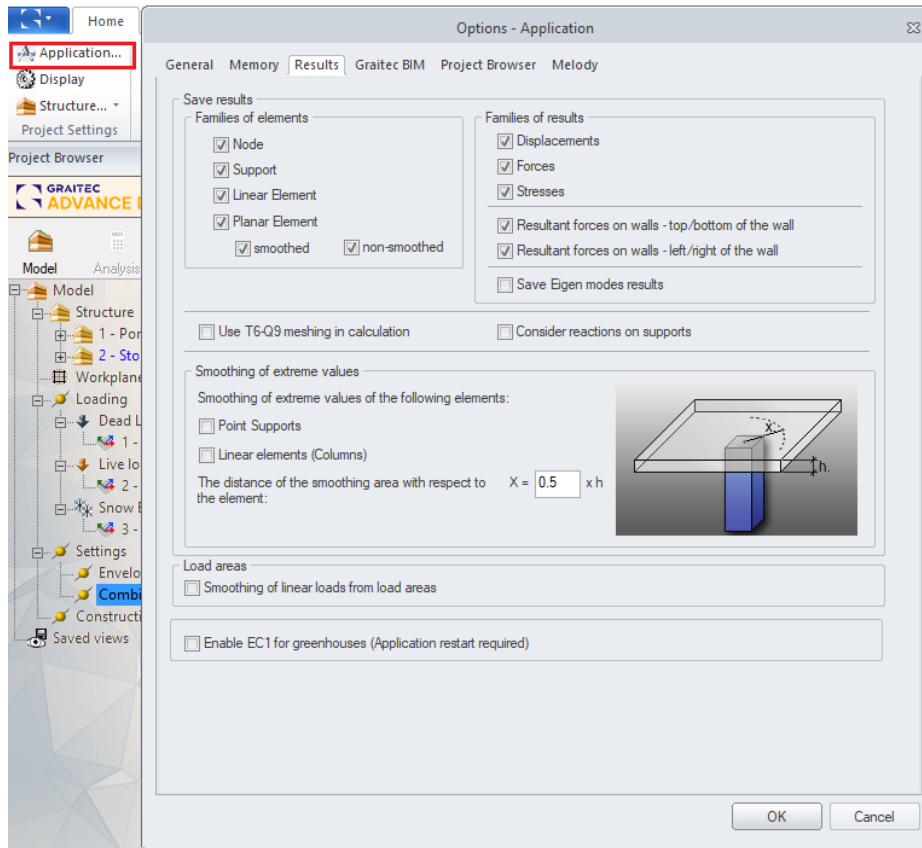 Home
Application...
Display
Structure...
Project Settings
Project Browser
GRAITEC
ADVANCE
Model
Analysis
Model
Structure
1 - Por
2 - Sto
Workplane
Loading
Dead L
1 -
Live lo
2 -
Snow E
3 -
Settings
Envelo
Combi
Constructi
Saved views
Options - Application
General Memory Results Graitec BIM Project Browser Melody
Save results
Families of elements
Node
Support
Linear Element
Planar Element
smoothed non-smoothed
Families of results
Displacements
Forces
Stresses
Resultant forces on walls - top/bottom of the wall
Resultant forces on walls - left/right of the wall
Save Eigen modes results
Use T6-Q9 meshing in calculation
Consider reactions on supports
Smoothing of extreme values
Smoothing of extreme values of the following elements:
Point Supports
Linear elements (Columns)
The distance of the smoothing area with respect to
the element:
X = 0.5 x h
X
h.
Load areas
Smoothing of linear loads from load areas
Enable EC1 for greenhouses (Application restart required)
OK Cancel